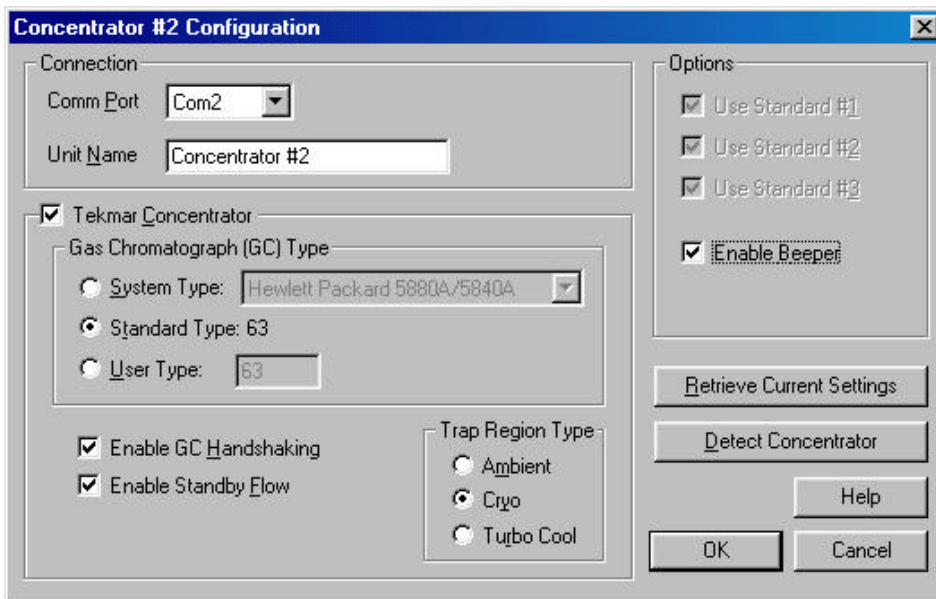 Concentrator #2 Configuration
Connection
Comm Port Com2
Unit Name Concentrator #2
Tekmar Concentrator
Gas Chromatograph (GC) Type
System Type: Hewlett Packard 5880A/5840A
Standard Type: 63
User Type: 63
Enable GC Handshaking
Enable Standby Flow
Trap Region Type
Ambient
Cryo
Turbo Cool
Options
Use Standard #1
Use Standard #2
Use Standard #3
Enable Beeper
Retrieve Current Settings
Detect Concentrator
Help
OK Cancel